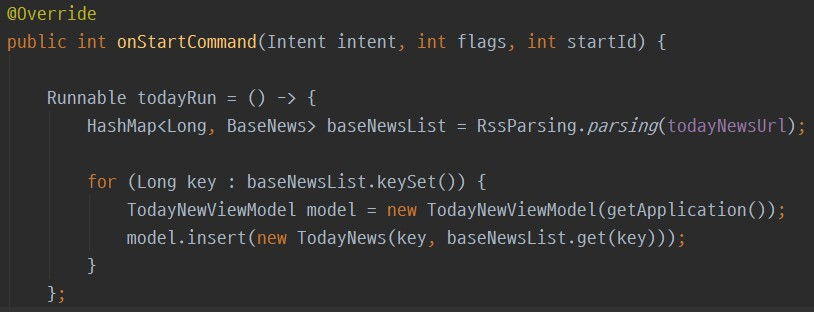 @Override
public int onStartCommand(Intent intent, int flags, int startId) {
Runnable todayRun = () -> {
HashMap<Long, BaseNews> baseNewsList = RssParsing.parsing(todayNewsUrl);
for (Long key : baseNewsList.keySet()) {
TodayNewViewModel model = new TodayNewViewModel(getApplication());
model.insert(new TodayNews(key, baseNewsList.get(key)));
}
};